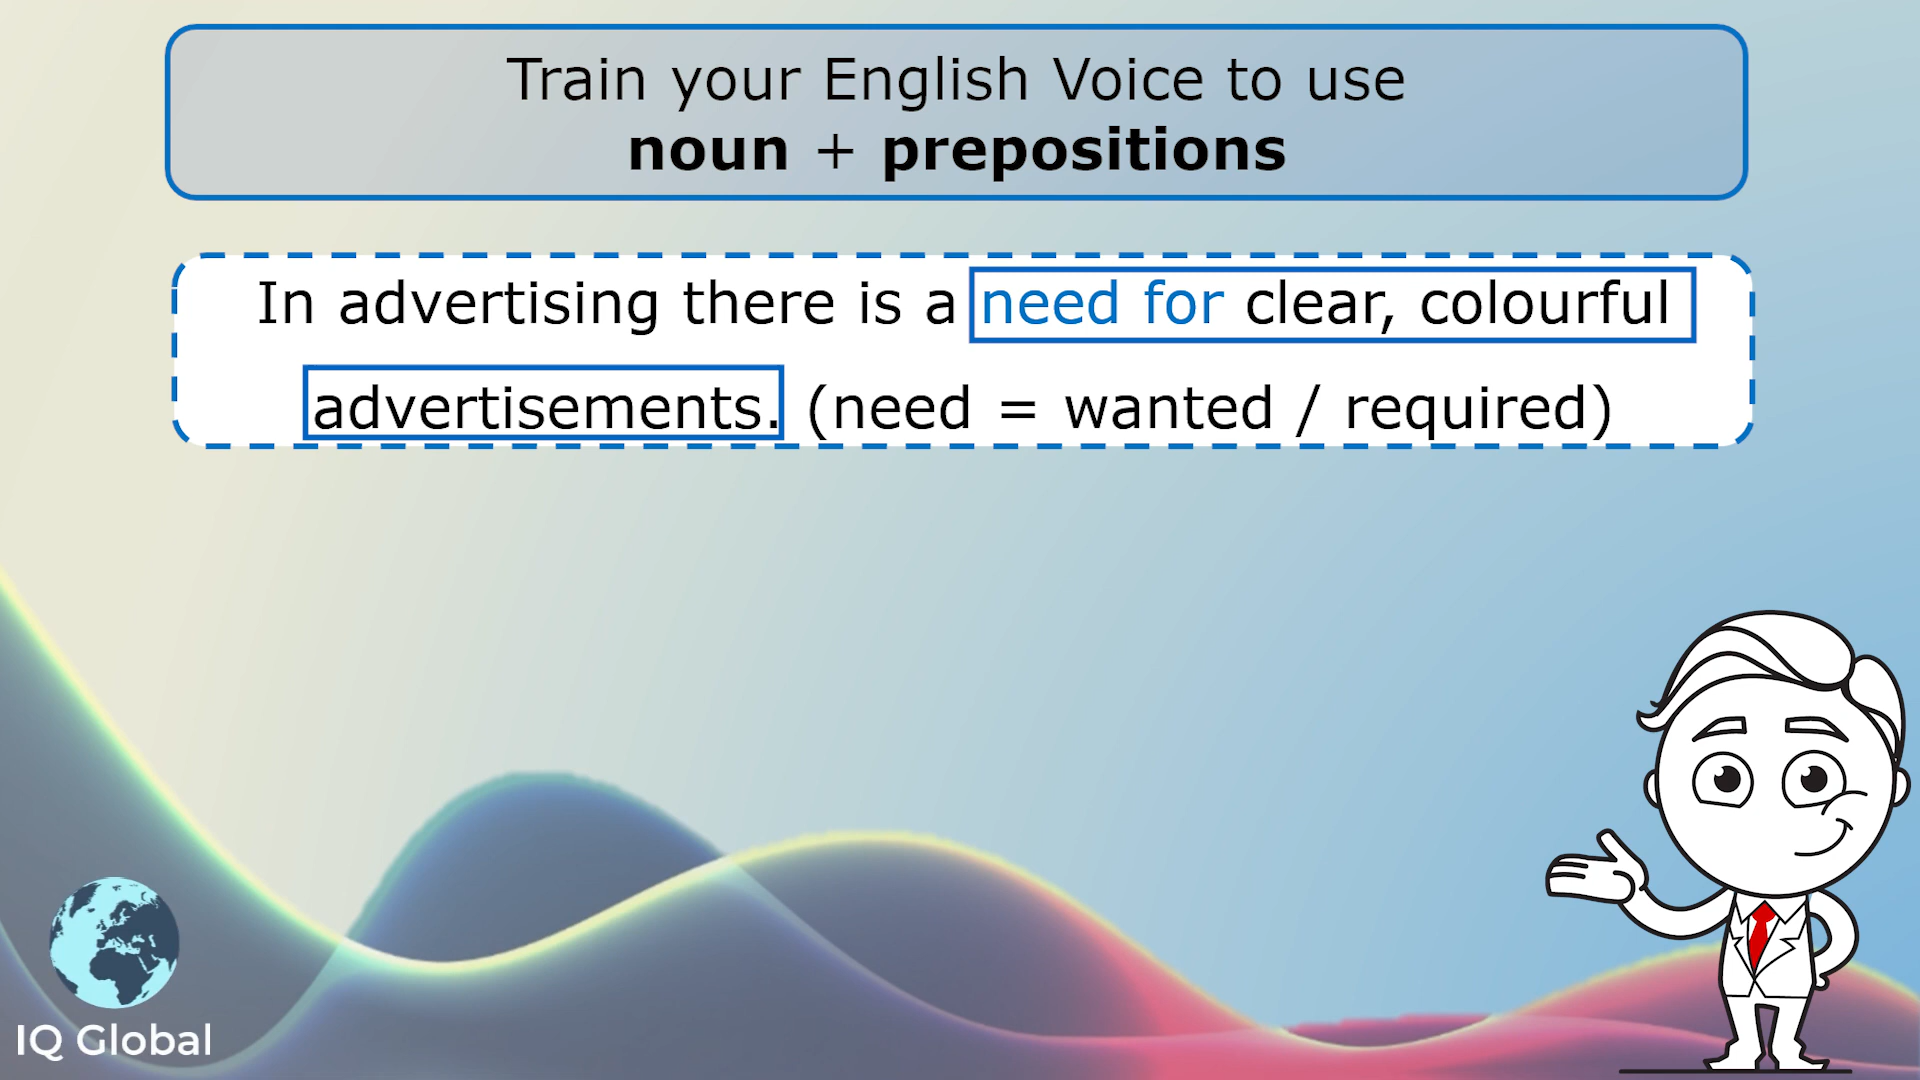 Train your English Voice to use
noun + prepositions
In advertising there is a need for clear, colourful
advertisements. (need = wanted / required)
IQ Global